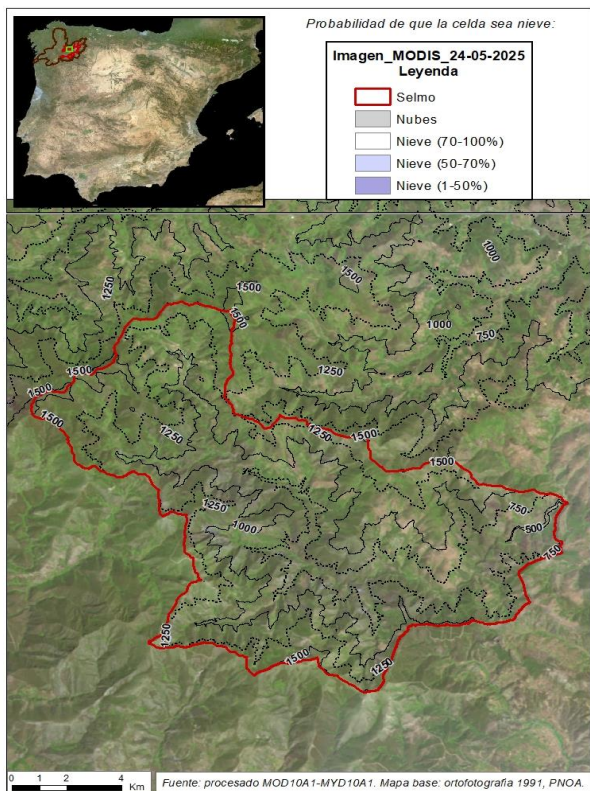 Probabilidad de que la celda sea nieve:
Imagen_MODIS_24-05-2025
Leyenda
Selmo
Nubes
Nieve (70-100%)
Nieve (50-70%)
Nieve (1-50%)
1000
1500
1250
1500
1500
1000
750
1250
1500
1500
1500
1250
1250
1500
1500
1250
1000
750
500
750
1250
1500
1250
0 1 2 4 Km
Fuente: procesado MOD10A1-MYD10A1. Mapa base: ortofotografía 1991, PNOA.